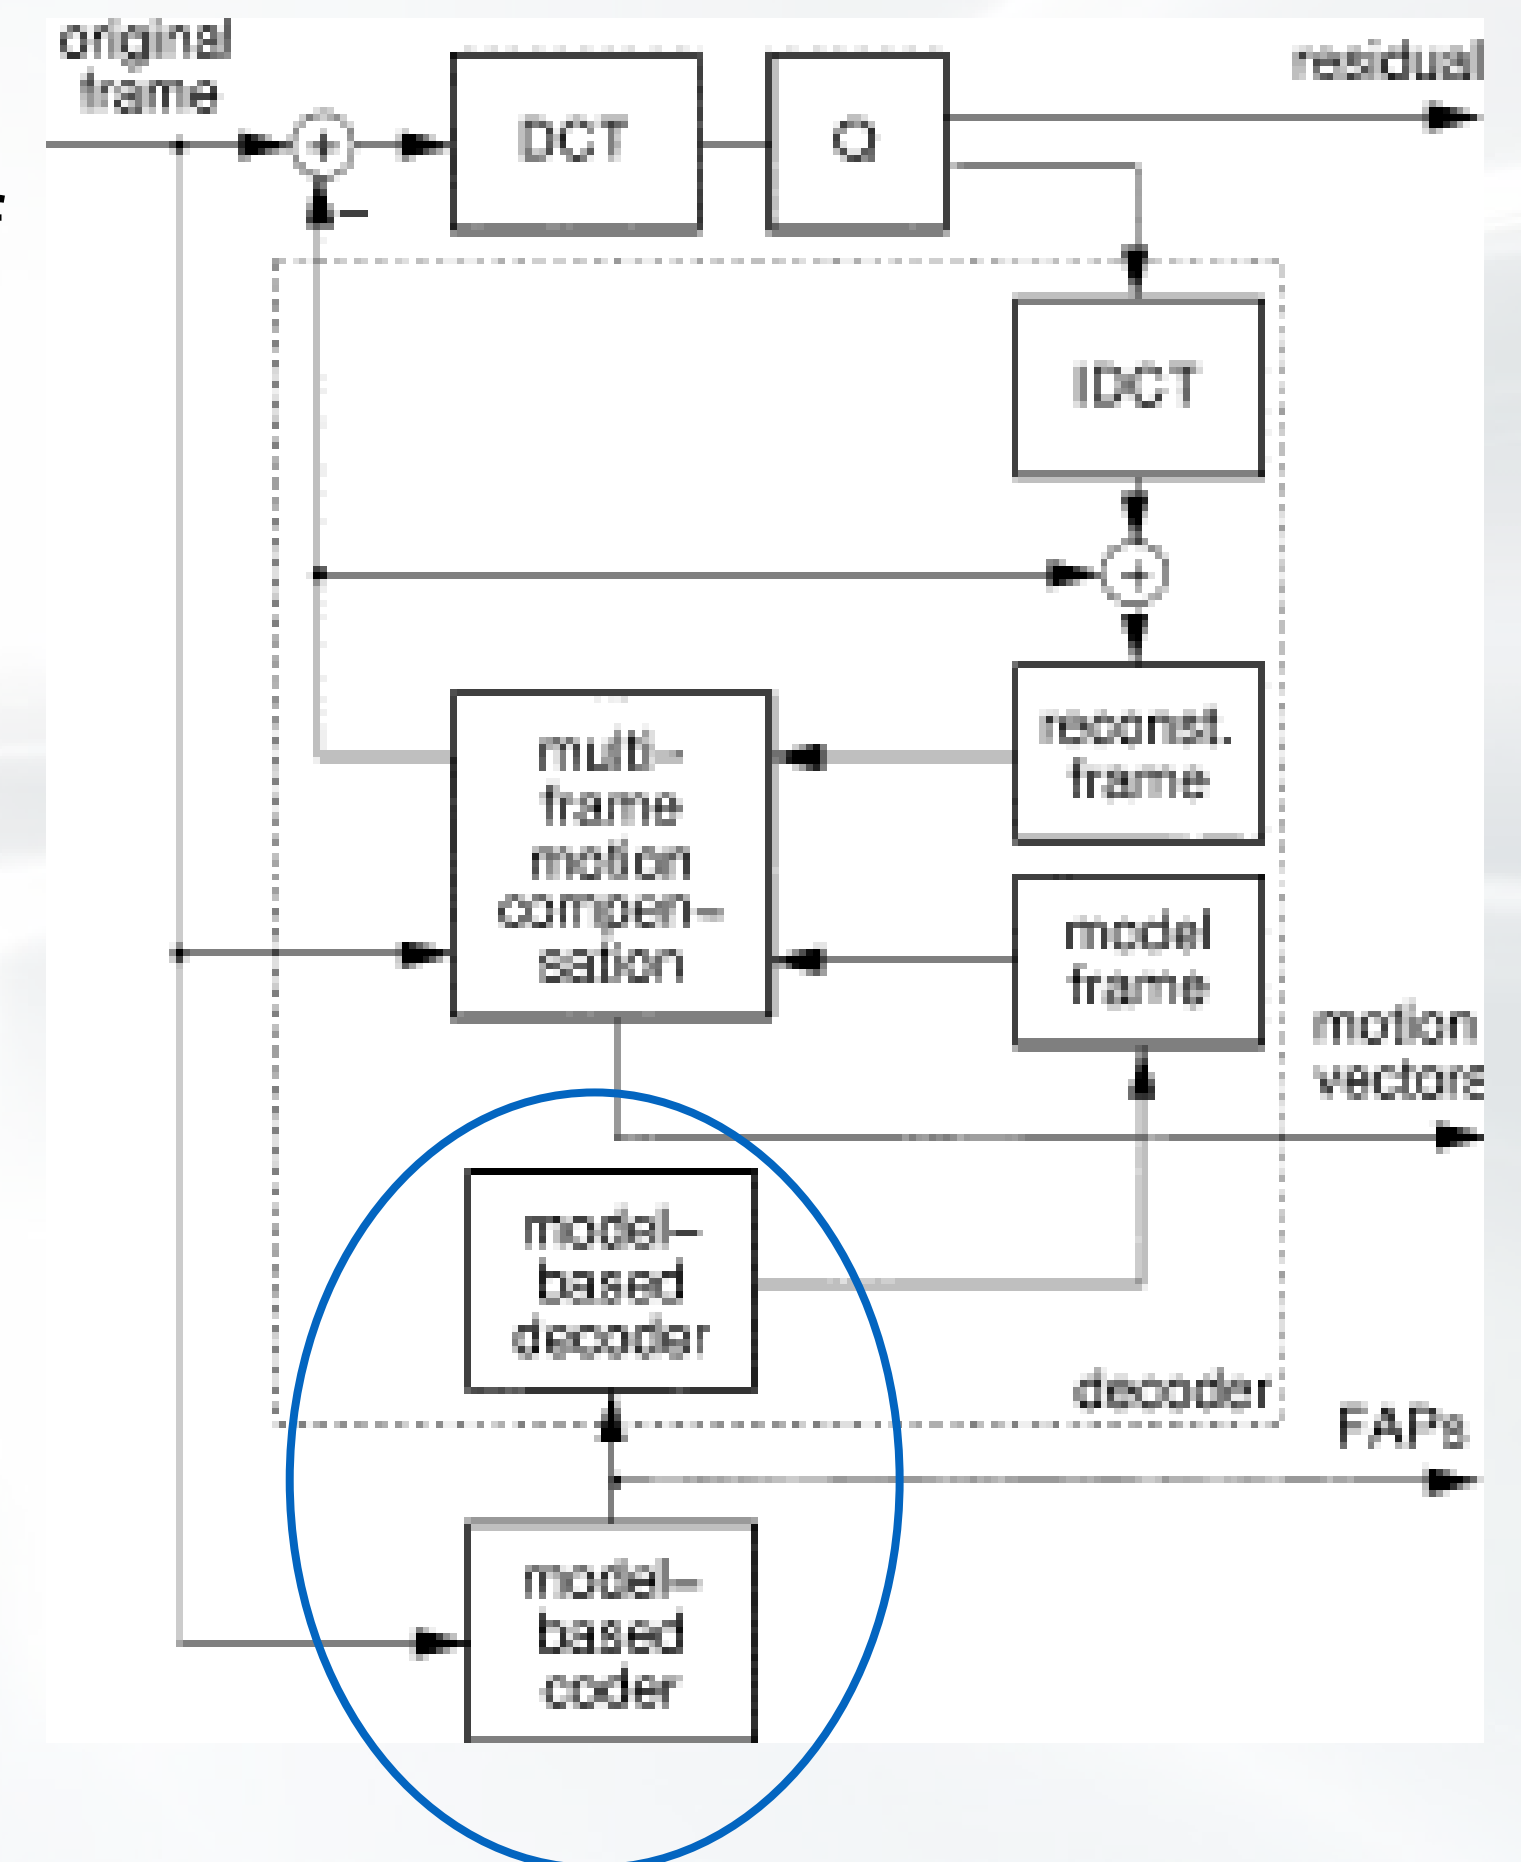 original
frame
residual
DCT
Q
+
–
IDCT
+
reconst.
frame
multi–
frame
motion
compen–
sation
model
frame
motion
vectors
model–
based
decoder
decoder
FAPs
model–
based
coder